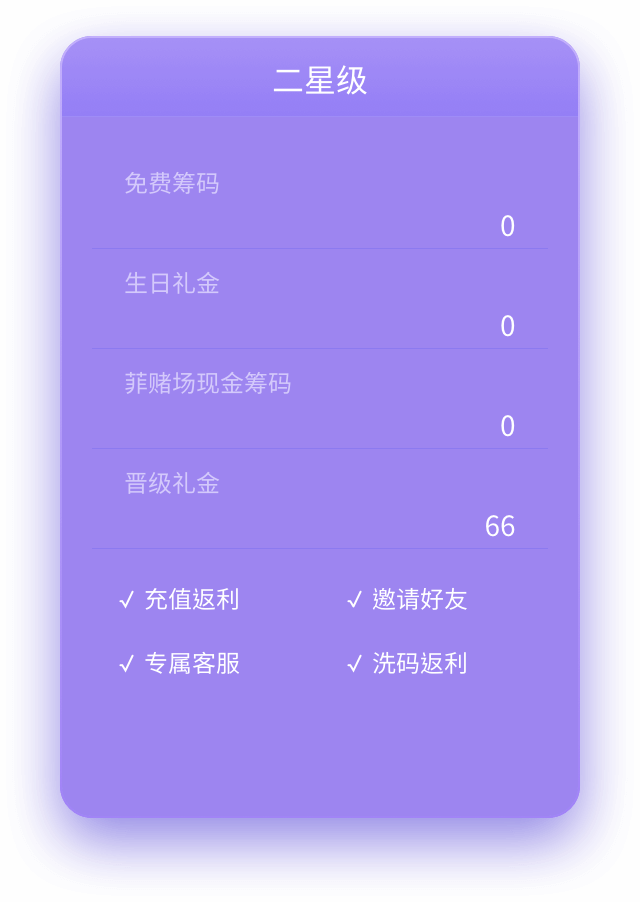 二星级
免费筹码
0
生日礼金
0
菲赌场现金筹码
0
晋级礼金
66
✓ 充值返利 ✓ 邀请好友
✓ 专属客服 ✓ 洗码返利